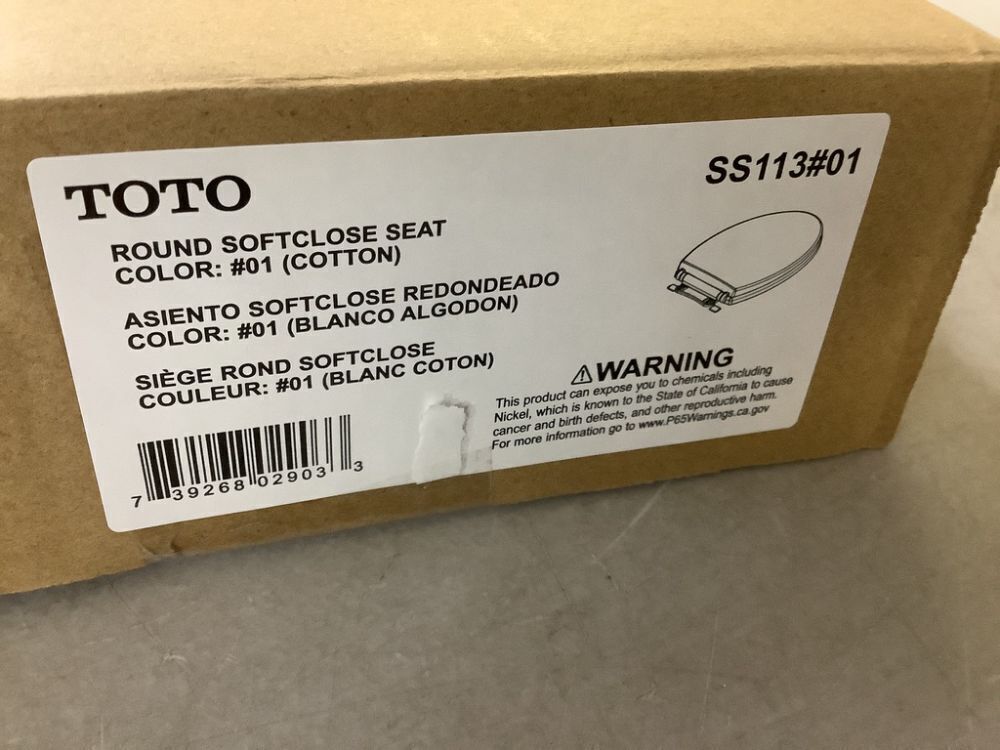 TOTO
SS113#01
ROUND SOFTCLOSE SEAT
COLOR: #01 (COTTON)
ASIENTO SOFTCLOSE REDONDEADO
COLOR: #01 (BLANCO ALGODON)
SIÈGE ROND SOFTCLOSE
COULEUR: #01 (BLANC COTON)
⚠WARNING
This product can expose you to chemicals including
Nickel, which is known to the State of California to cause
cancer and birth defects, and other reproductive harm.
For more information go to www.P65Warnings.ca.gov
7 39268 02903 3